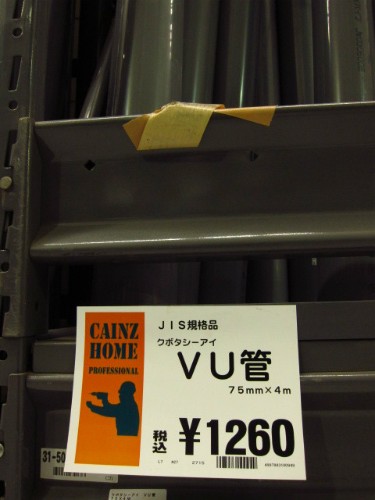 CAINZ
HOME
PROFESSIONAL
JIS規格品
クボタシーアイ
VU管
75mm×4m
税込 ¥1260
31-50